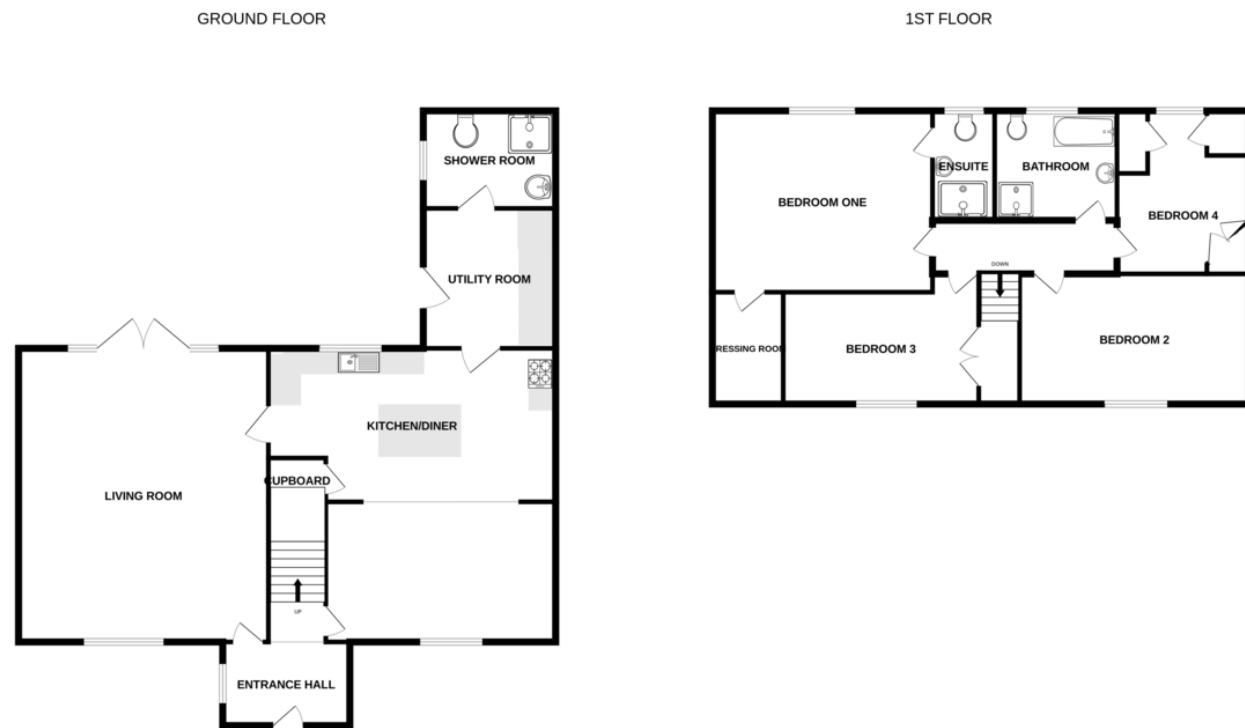 GROUND FLOOR
SHOWER ROOM
UTILITY ROOM
KITCHEN/DINER
CUPBOARD
LIVING ROOM
UP
ENTRANCE HALL
1ST FLOOR
ENSUITE
BATHROOM
BEDROOM ONE
BEDROOM 4
DOWN
BEDROOM 2
RESSING ROOM
BEDROOM 3